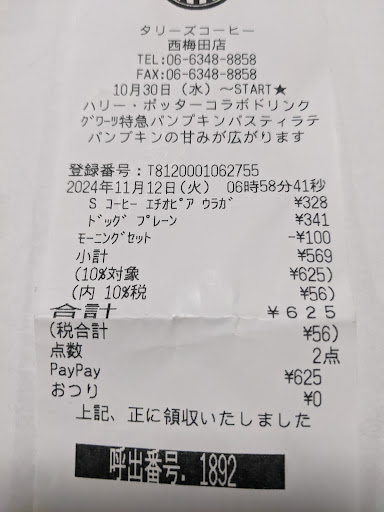 タリーズコーヒー
西梅田店
TEL:06-6348-8858
FAX:06-6348-8858
10月30日（水）～START★
ハリー・ポッターコラボドリンク
ﾎｸﾞﾜｰﾂ特急パンプキンパスティラテ
パンプキンの甘みが広がります
登録番号：T8120001062755
2024年11月12日(火) 06時58分41秒
S ｺｰﾋｰ ｴﾁｵﾋﾟｱ ｳﾗｶﾞ ¥328
ﾄﾞｯｸﾞ ﾌﾟﾚｰﾝ ¥341
ﾓｰﾆﾝｸﾞｾｯﾄ -¥100
小計 ¥569
(10%対象 ¥625)
(内 10%税 ¥56)
合計 ¥625
(税合計 ¥56)
点数 2点
PayPay ¥625
おつり ¥0
上記、正に領収いたしました
呼出番号. 1892